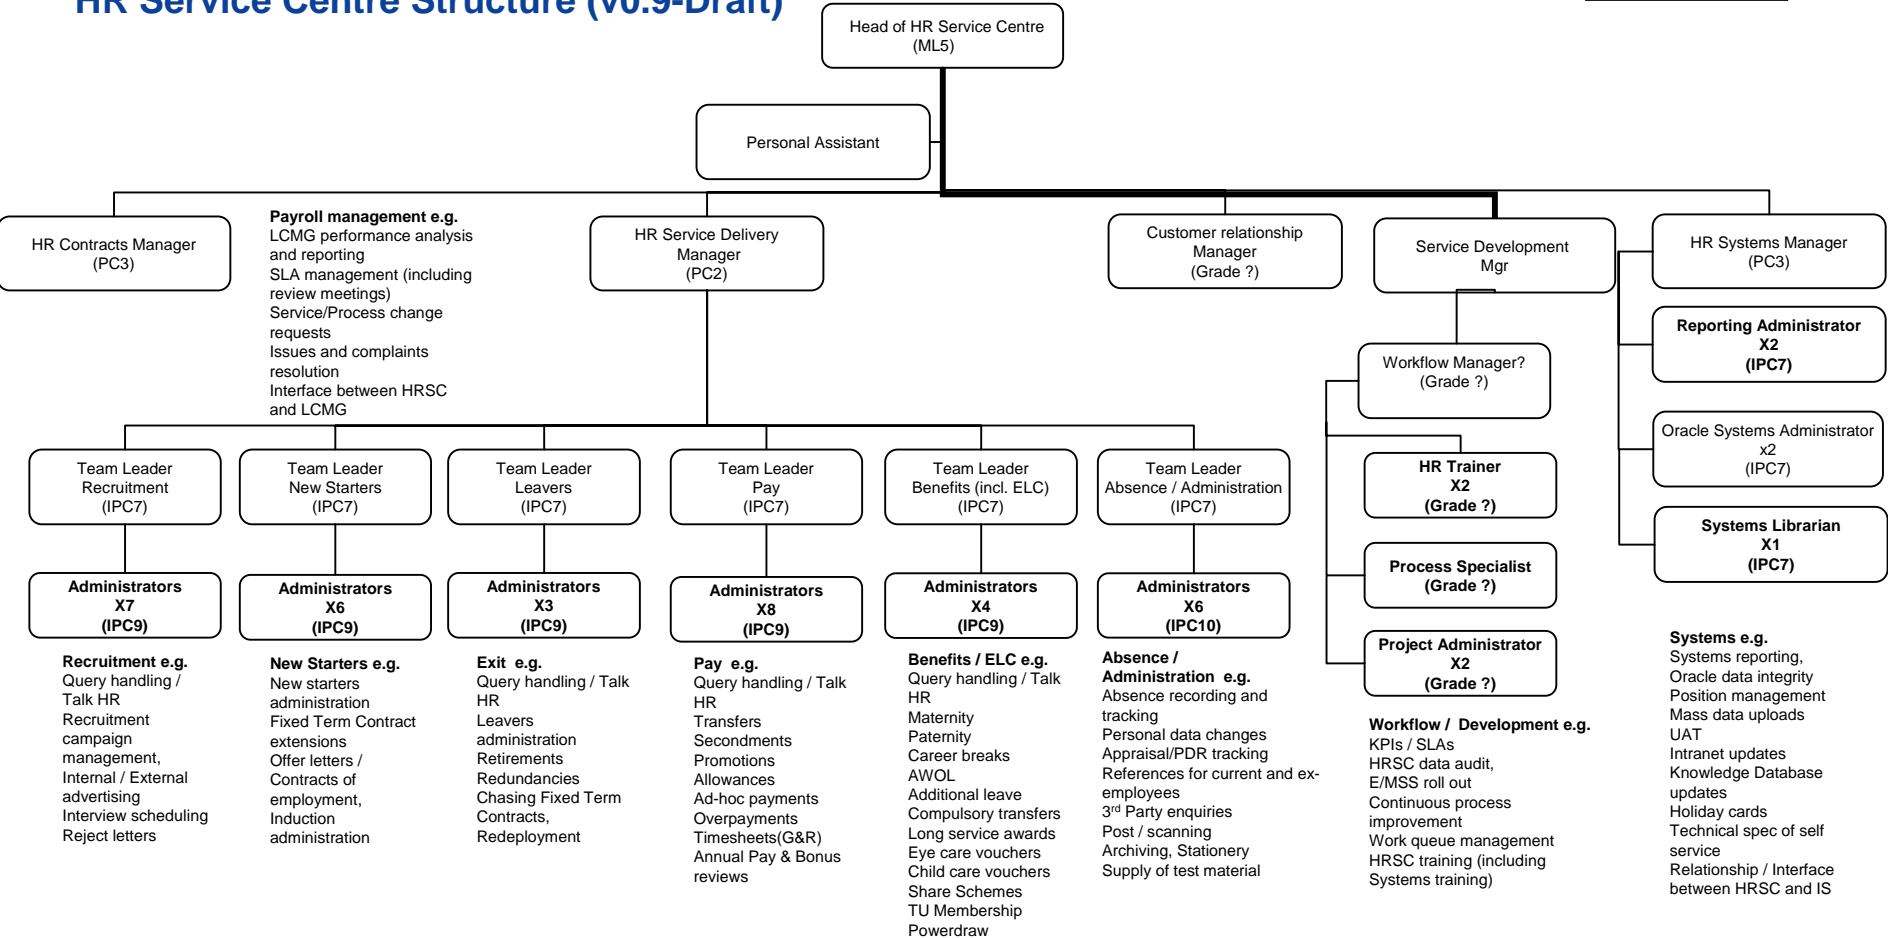 HR Service Centre Structure (v0.9-Draft)
Head of HR Service Centre
(ML5)
Personal Assistant
HR Contracts Manager
(PC3)
Payroll management e.g.
LCMG performance analysis
and reporting
SLA management (including
review meetings)
Service/Process change
requests
Issues and complaints
resolution
Interface between HRSC
and LCMG
HR Service Delivery
Manager
(PC2)
Customer relationship
Manager
(Grade ?)
Service Development
Mgr
HR Systems Manager
(PC3)
Reporting Administrator
X2
(IPC7)
Oracle Systems Administrator
x2
(IPC7)
Systems Librarian
X1
(IPC7)
Workflow Manager?
(Grade ?)
HR Trainer
X2
(Grade ?)
Process Specialist
(Grade ?)
Project Administrator
X2
(Grade ?)
Team Leader
Recruitment
(IPC7)
Team Leader
New Starters
(IPC7)
Team Leader
Leavers
(IPC7)
Team Leader
Pay
(IPC7)
Team Leader
Benefits (incl. ELC)
(IPC7)
Team Leader
Absence / Administration
(IPC7)
Administrators
X7
(IPC9)
Administrators
X6
(IPC9)
Administrators
X3
(IPC9)
Administrators
X8
(IPC9)
Administrators
X4
(IPC9)
Administrators
X6
(IPC10)
Recruitment e.g.
Query handling /
Talk HR
Recruitment
campaign
management,
Internal / External
advertising
Interview scheduling
Reject letters
New Starters e.g.
New starters
administration
Fixed Term Contract
extensions
Offer letters /
Contracts of
employment,
Induction
administration
Exit e.g.
Query handling / Talk
HR
Leavers
administration
Retirements
Redundancies
Chasing Fixed Term
Contracts,
Redeployment
Pay e.g.
Query handling / Talk
HR
Transfers
Secondments
Promotions
Allowances
Ad-hoc payments
Overpayments
Timesheets(G&R)
Annual Pay & Bonus
reviews
Benefits / ELC e.g.
Query handling / Talk
HR
Maternity
Paternity
Career breaks
AWOL
Additional leave
Compulsory transfers
Long service awards
Eye care vouchers
Child care vouchers
Share Schemes
TU Membership
Powerdraw
Absence /
Administration e.g.
Absence recording and
tracking
Personal data changes
Appraisal/PDR tracking
References for current and ex-
employees
3rd Party enquiries
Post / scanning
Archiving, Stationery
Supply of test material
Workflow / Development e.g.
KPIs / SLAs
HRSC data audit,
E/MSS roll out
Continuous process
improvement
Work queue management
HRSC training (including
Systems training)
Systems e.g.
Systems reporting,
Oracle data integrity
Position management
Mass data uploads
UAT
Intranet updates
Knowledge Database
updates
Holiday cards
Technical spec of self
service
Relationship / Interface
between HRSC and IS